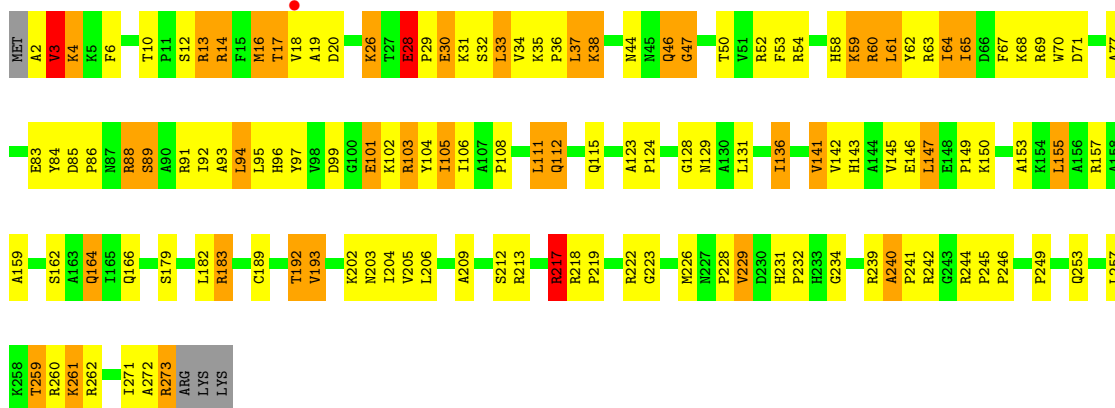 MET A2 V3 K4 K5 F6 T10 P11 S12 R13 R14 F15 M16 T17 V18 A19 D20 K26 T27 E28 P29 E30 K31 S32 L33 V34 K35 P36 L37 K38 N44 N45 Q46 G47 T50 V51 R52 F53 R54 H58 K59 R60 L61 Y62 R63 I64 I65 D66 F67 K68 R69 W70 D71 A77
E83 Y84 D85 P86 N87 R88 S89 A90 R91 I92 A93 L94 L95 H96 Y97 V98 D99 G100 E101 K102 R103 Y104 I105 I106 A107 P108 L111 Q112 Q115 A123 P124 G128 N129 A130 L131 I136 V141 V142 H143 A144 V145 E146 L147 E148 P149 K150 A153 K154 L155 A156 R157 A158
A159 S162 A163 Q164 I165 Q166 S179 L182 R183 C189 T192 V193 K202 N203 I204 V205 L206 A209 S212 R213 R217 R218 P219 R222 G223 M226 N227 P228 V229 D230 H231 P232 H233 G234 R239 A240 P241 R242 G243 R244 P245 P246 P249 Q253 L257
K258 T259 R260 K261 R262 I271 A272 R273 ARG LYS LYS